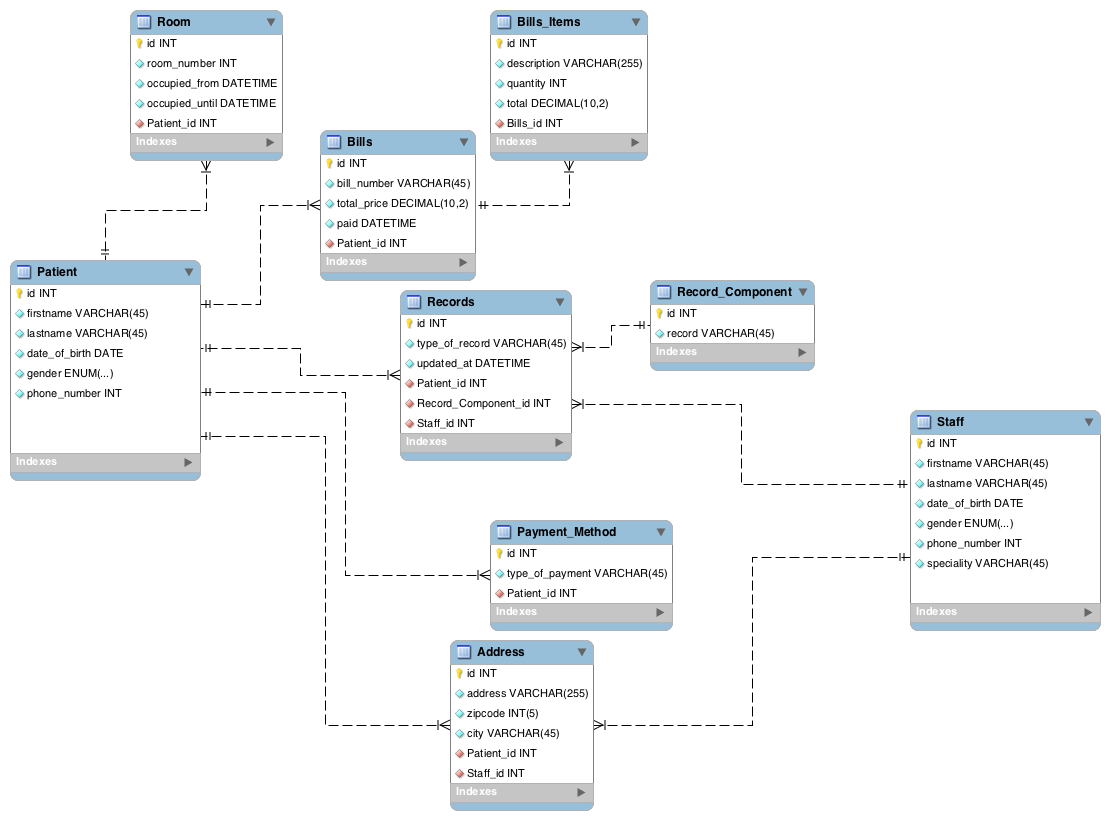 Room
id INT
room_number INT
occupied_from DATETIME
occupied_until DATETIME
Patient_id INT
Indexes
Bills_Items
id INT
description VARCHAR(255)
quantity INT
total DECIMAL(10,2)
Bills_id INT
Indexes
Bills
id INT
bill_number VARCHAR(45)
total_price DECIMAL(10,2)
paid DATETIME
Patient_id INT
Indexes
Patient
id INT
firstname VARCHAR(45)
lastname VARCHAR(45)
date_of_birth DATE
gender ENUM(...)
phone_number INT
Indexes
Records
id INT
type_of_record VARCHAR(45)
updated_at DATETIME
Patient_id INT
Record_Component_id INT
Staff_id INT
Indexes
Record_Component
id INT
record VARCHAR(45)
Indexes
Staff
id INT
firstname VARCHAR(45)
lastname VARCHAR(45)
date_of_birth DATE
gender ENUM(...)
phone_number INT
speciality VARCHAR(45)
Indexes
Payment_Method
id INT
type_of_payment VARCHAR(45)
Patient_id INT
Indexes
Address
id INT
address VARCHAR(255)
zipcode INT(5)
city VARCHAR(45)
Patient_id INT
Staff_id INT
Indexes